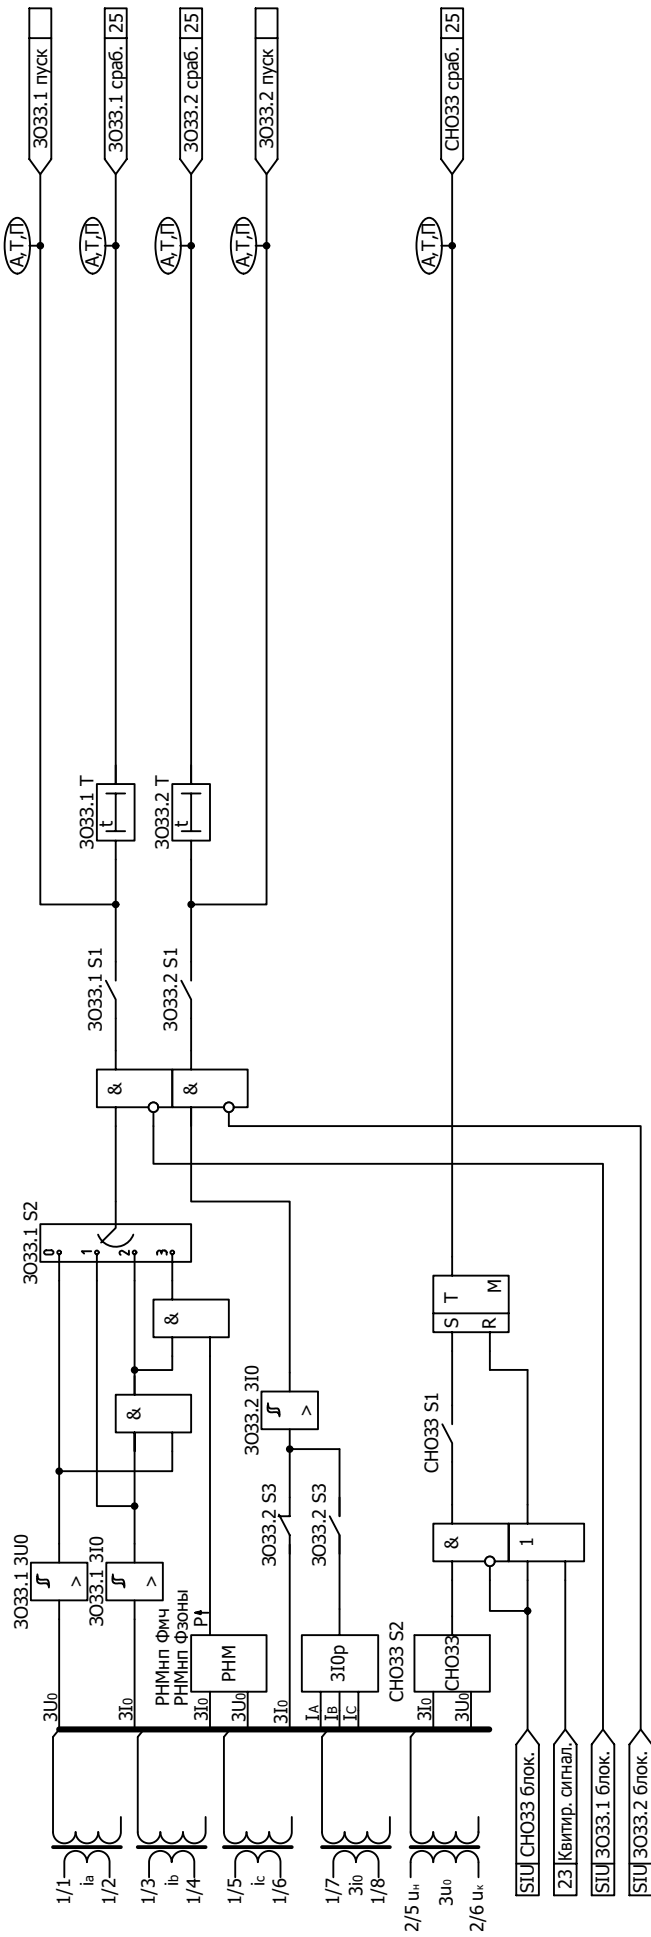 ЗОЗЗ.1 пуск
ЗОЗЗ.1 сраб. 25
ЗОЗЗ.2 сраб. 25
ЗОЗЗ.2 пуск
СНОЗЗ сраб. 25
А,Т,П
А,Т,П
А,Т,П
А,Т,П
А,Т,П
ЗОЗЗ.1 Т
t
ЗОЗЗ.2 Т
t
ЗОЗЗ.1 S1
ЗОЗЗ.2 S1
&
&
ЗОЗЗ.1 S2
0
1
2
3
&
&
S T
R M
ЗОЗЗ.2 3I0
>
СНОЗЗ S1
ЗОЗЗ.1 3U0
>
ЗОЗЗ.1 3I0
>
ЗОЗЗ.2 S3
ЗОЗЗ.2 S3
&
1
РНМнп Фмч
РНМнп Фзоны
P
РНМ
3I0р
СНОЗЗ S2
СНОЗЗ
3U0
3I0
3I0
3U0
3I0
IA
IB
IC
3I0
3U0
1/1
ia
1/2
1/3
ib
1/4
1/5
ic
1/6
1/7
3i0
1/8
2/5 uн
3u0
2/6 uк
SIU СНОЗЗ блок.
23 Квитир. сигнал.
SIU ЗОЗЗ.1 блок.
SIU ЗОЗЗ.2 блок.